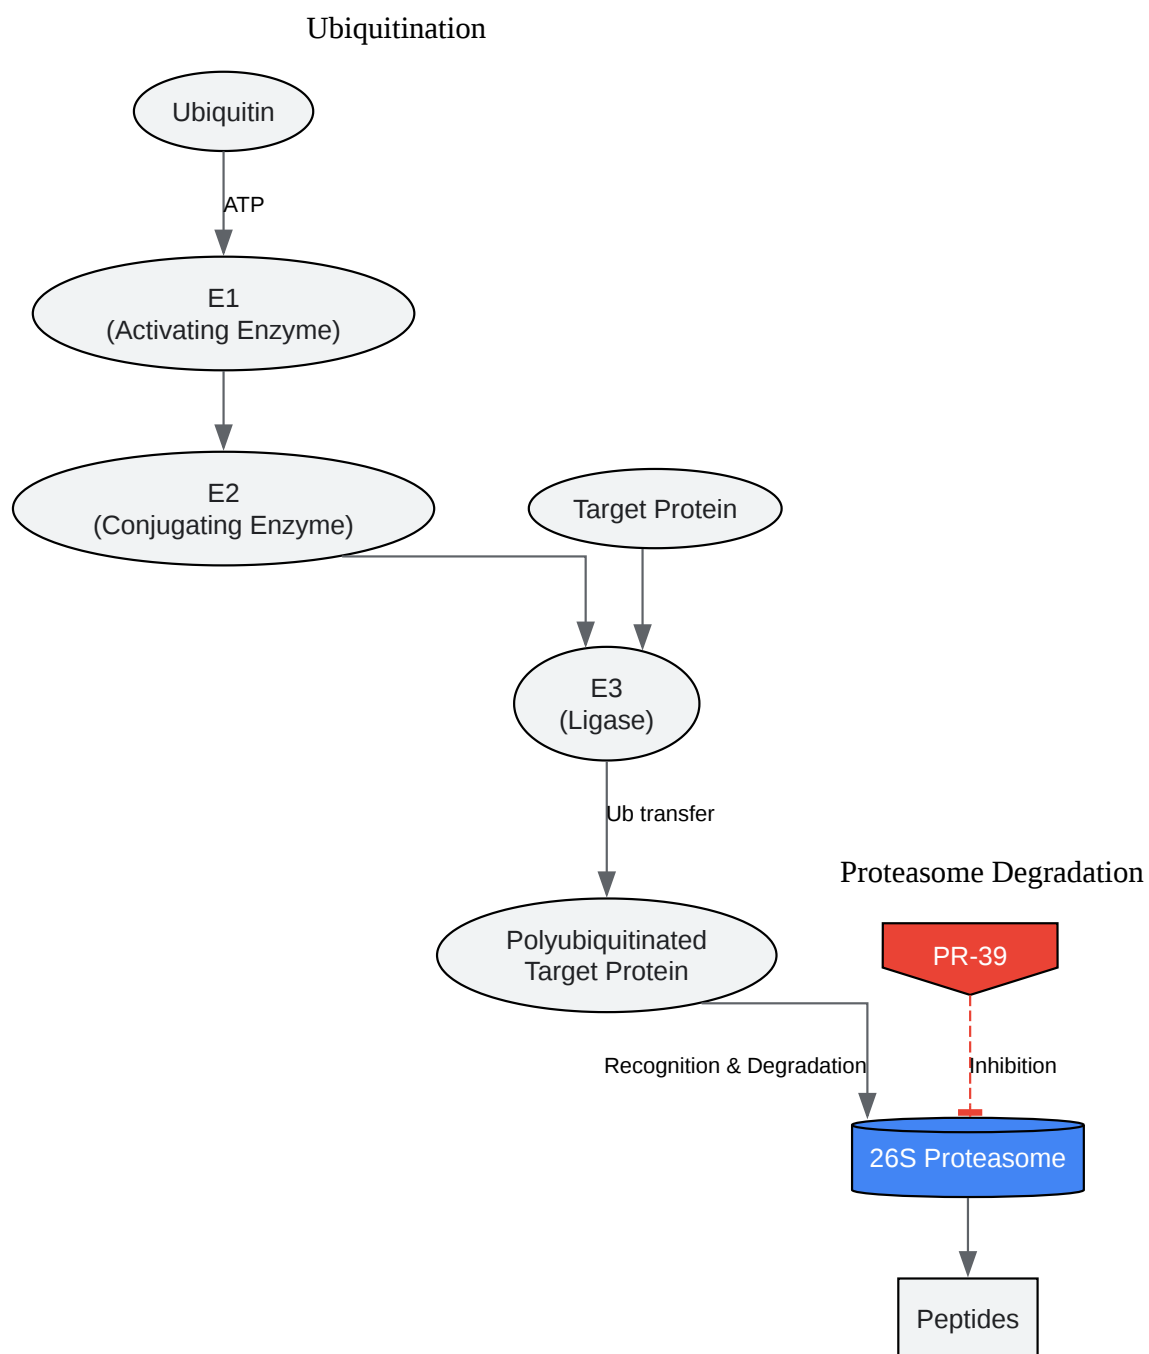 Ubiquitination
Ubiquitin
ATP
E1
(Activating Enzyme)
E2
(Conjugating Enzyme)
Target Protein
E3
(Ligase)
Ub transfer
Proteasome Degradation
Polyubiquitinated
Target Protein
PR-39
Recognition & Degradation
Inhibition
26S Proteasome
Peptides